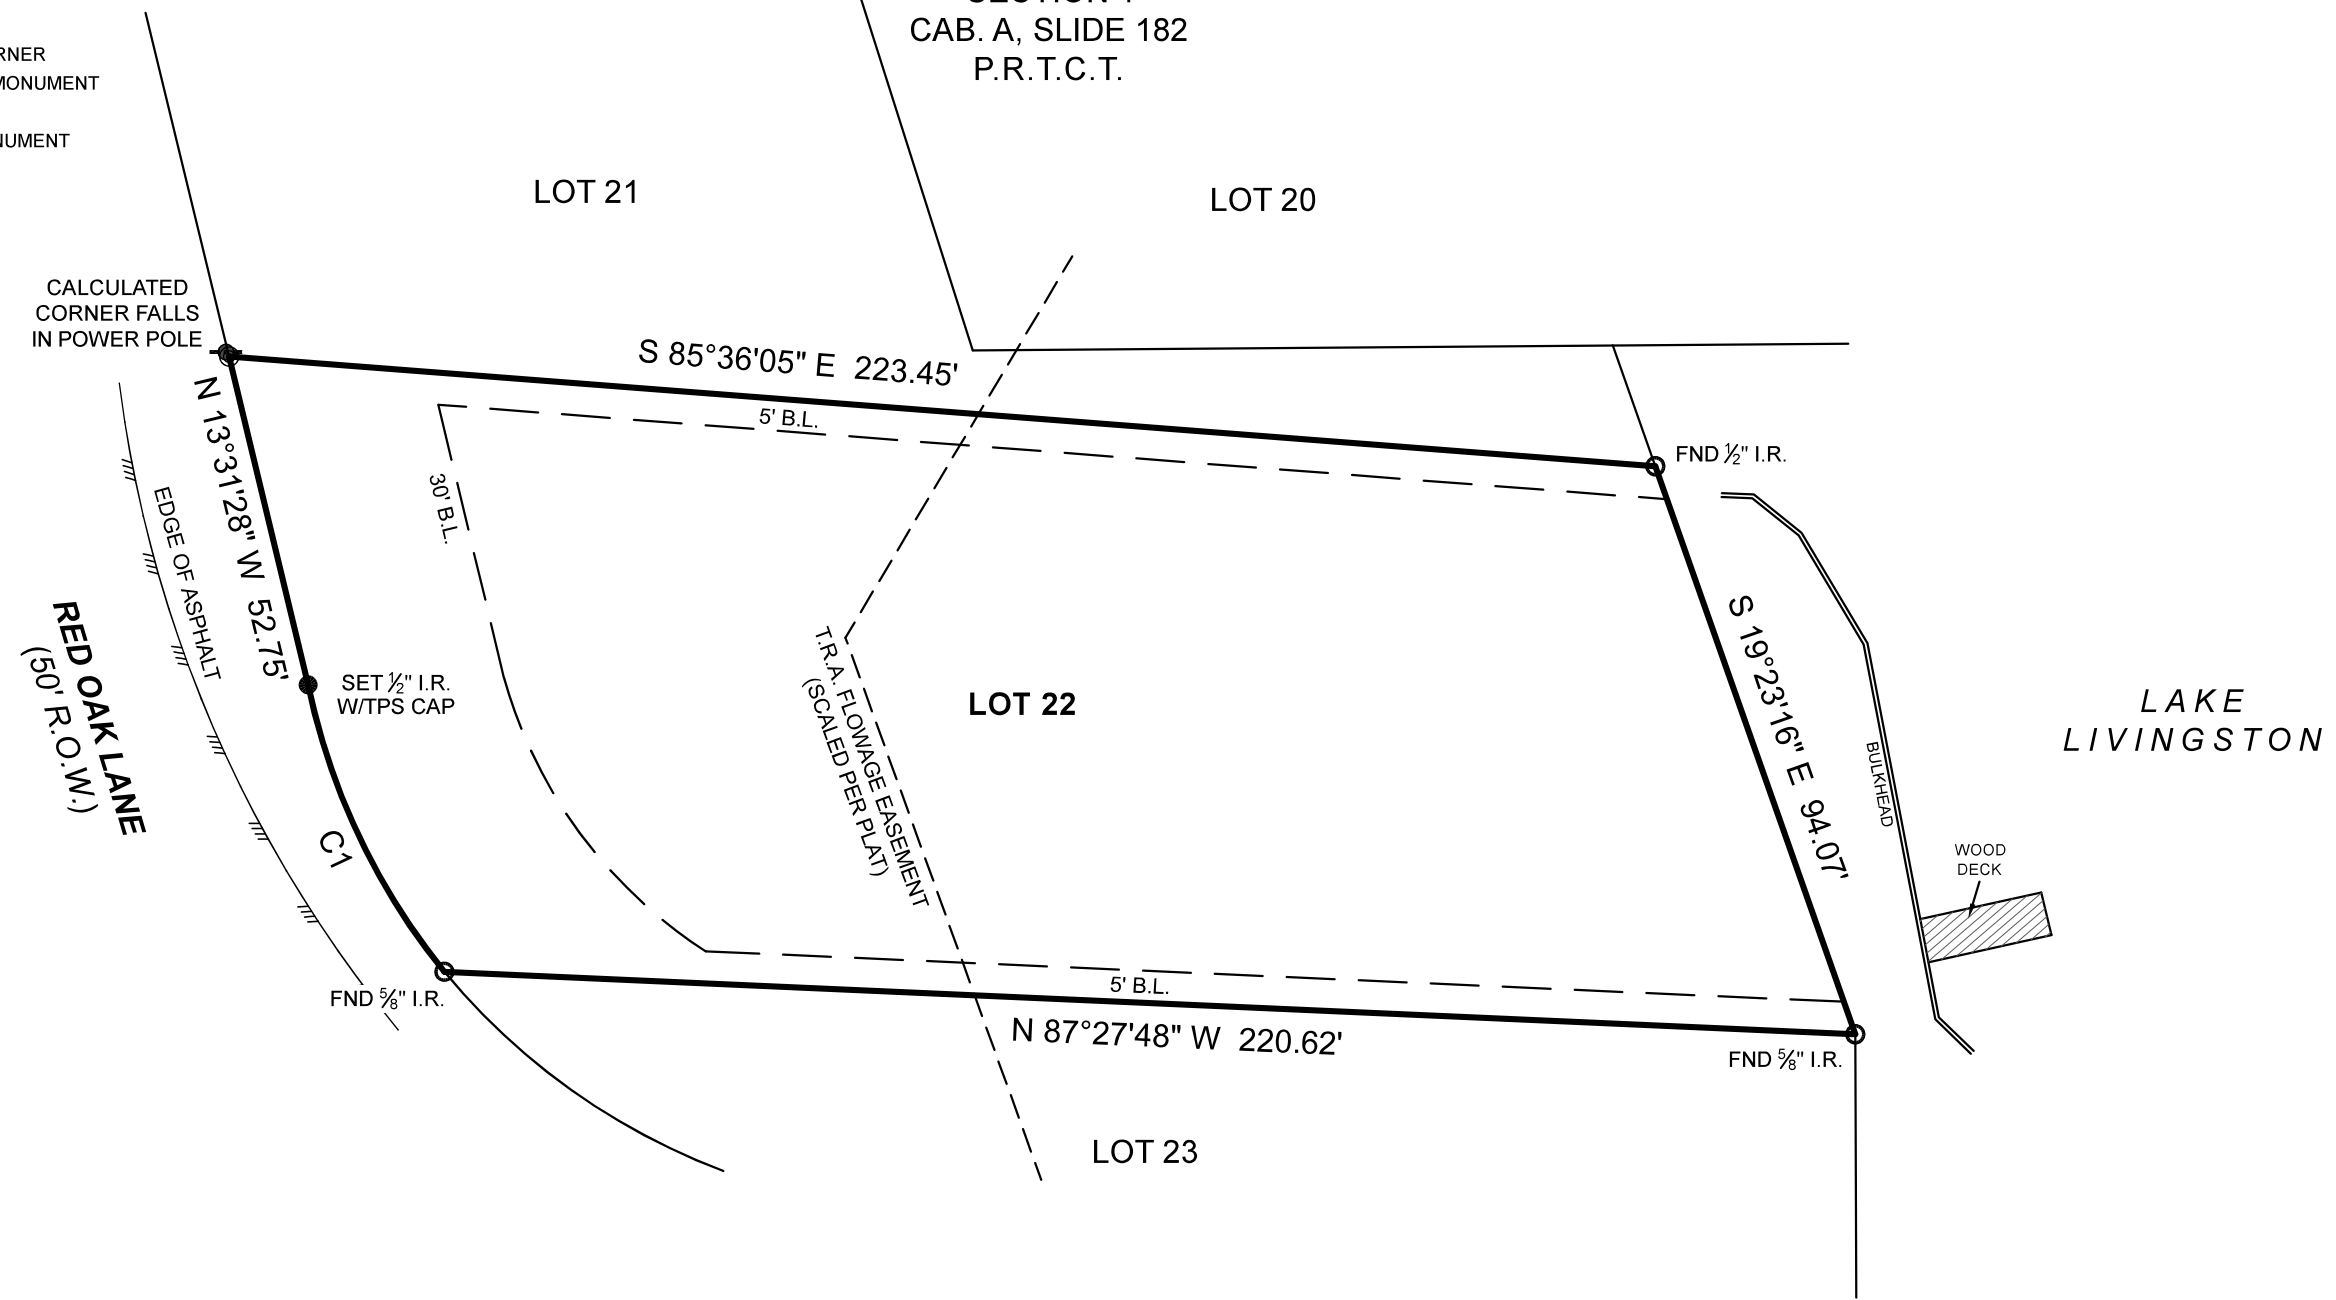 CAB. A, SLIDE 182
P.R.T.C.T.
MONUMENT
LOT 21
LOT 20
CALCULATED
CORNER FALLS
IN POWER POLE
S 85°36'05" E 223.45'
5' B.L.
FND ½" I.R.
N 13°31'28" W 52.75'
30' B.L.
EDGE OF ASPHALT
RED OAK LANE
(50' R.O.W.)
SET ½" I.R.
W/TPS CAP
T.R.A. FLOWAGE EASEMENT
(SCALED PER PLAT)
LOT 22
S 19°23'16" E 94.07'
BULKHEAD
LAKE
LIVINGSTON
C1
WOOD
DECK
FND ⅝" I.R.
5' B.L.
N 87°27'48" W 220.62'
FND ⅝" I.R.
LOT 23